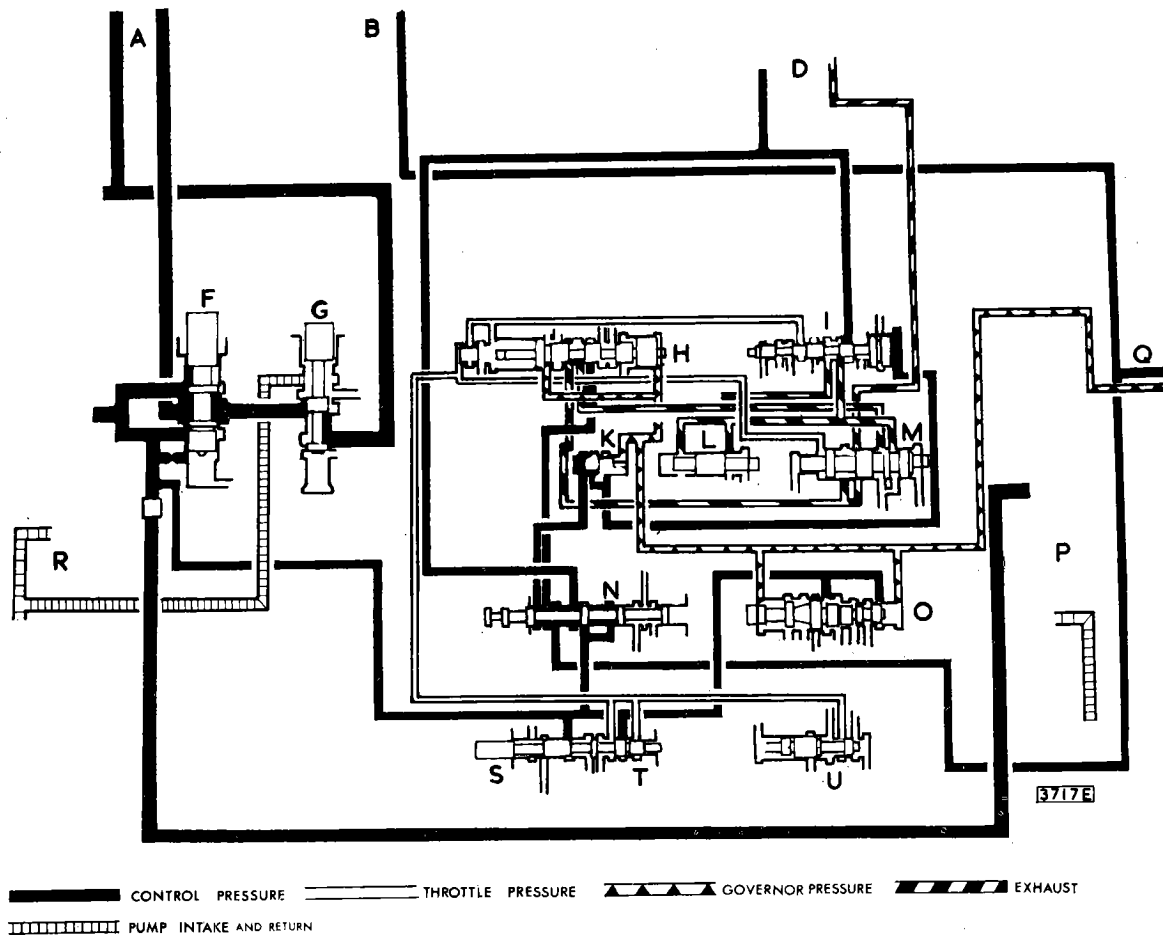 A
B
D
F
G
H
I
Q
K
L
M
R
P
N
O
S
T
U
3717E
CONTROL PRESSURE
THROTTLE PRESSURE
GOVERNOR PRESSURE
EXHAUST
PUMP INTAKE AND RETURN